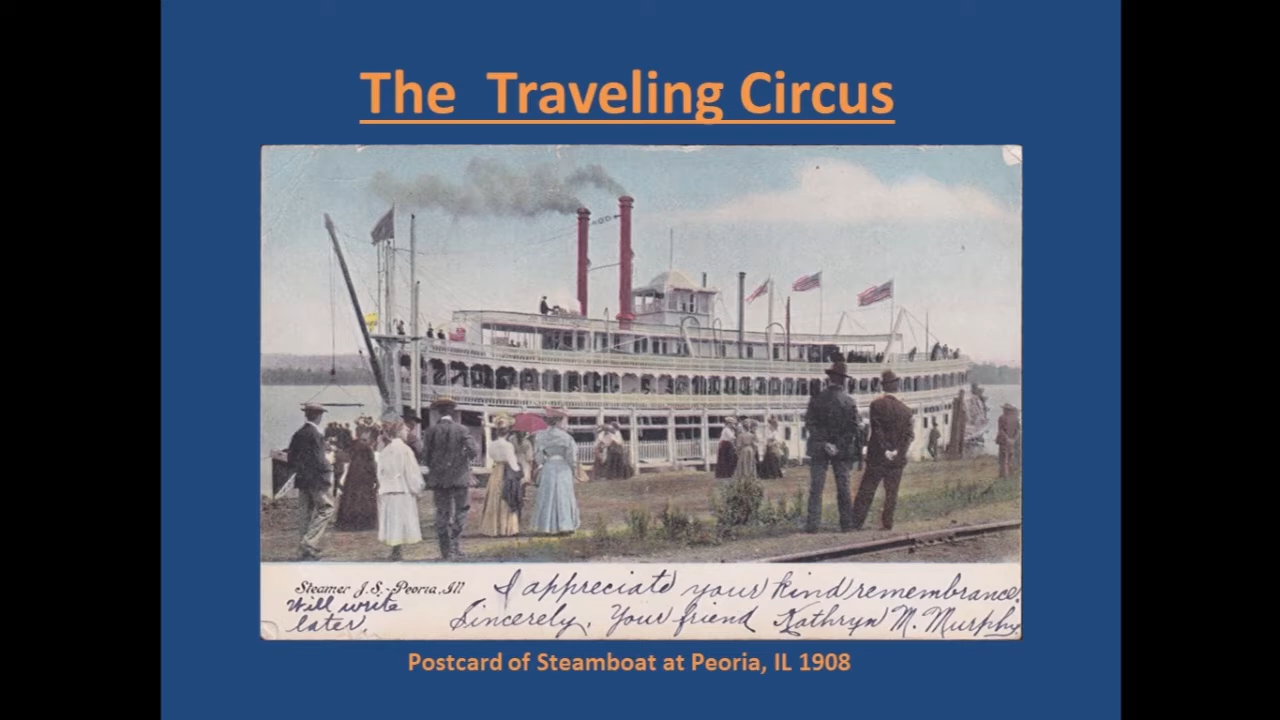 The Traveling Circus
Steamer J.S.-Peoria, Ill
I appreciate your kind remembrance.
Will write
later.
Sincerely, Your friend Kathryn M. Murphy
Postcard of Steamboat at Peoria, IL 1908